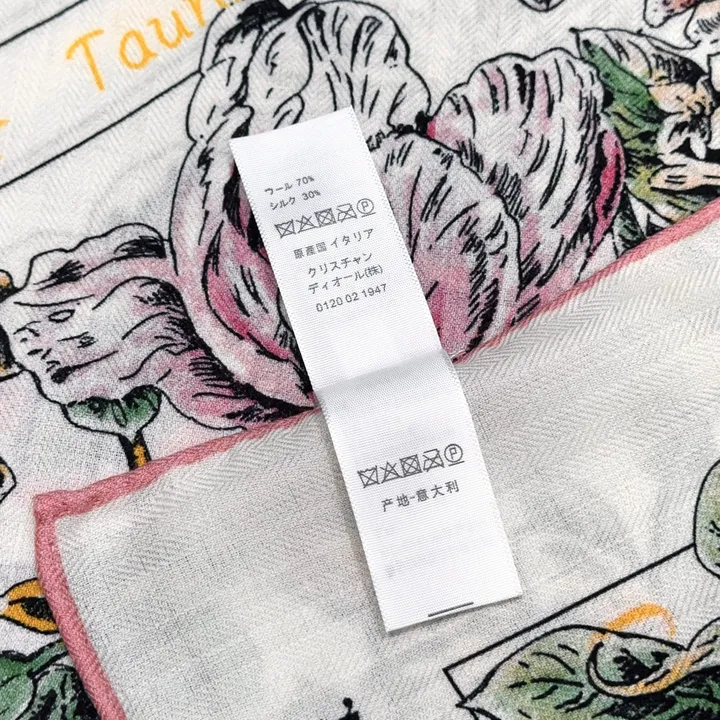 ウール 70%
シルク 30%
P
原産国 イタリア
クリスチャン
ディオール(株)
0120 02 1947
P
产地-意大利